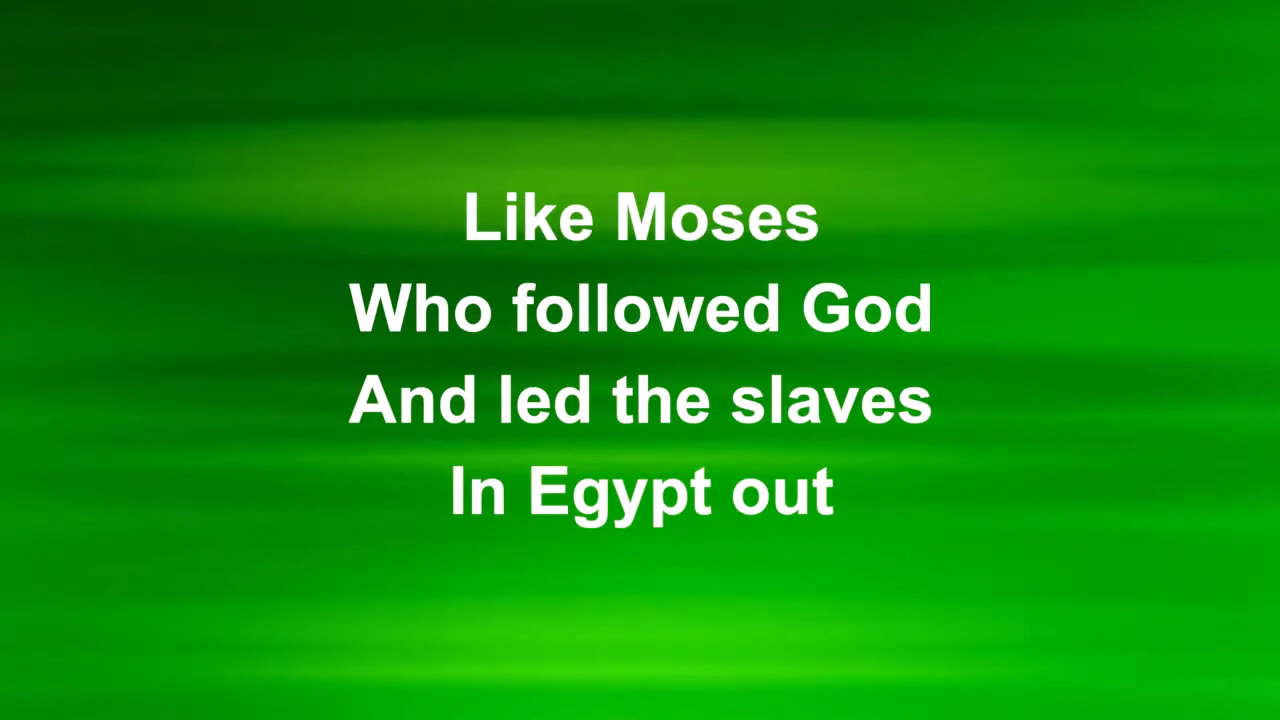 Like Moses
Who followed God
And led the slaves
In Egypt out